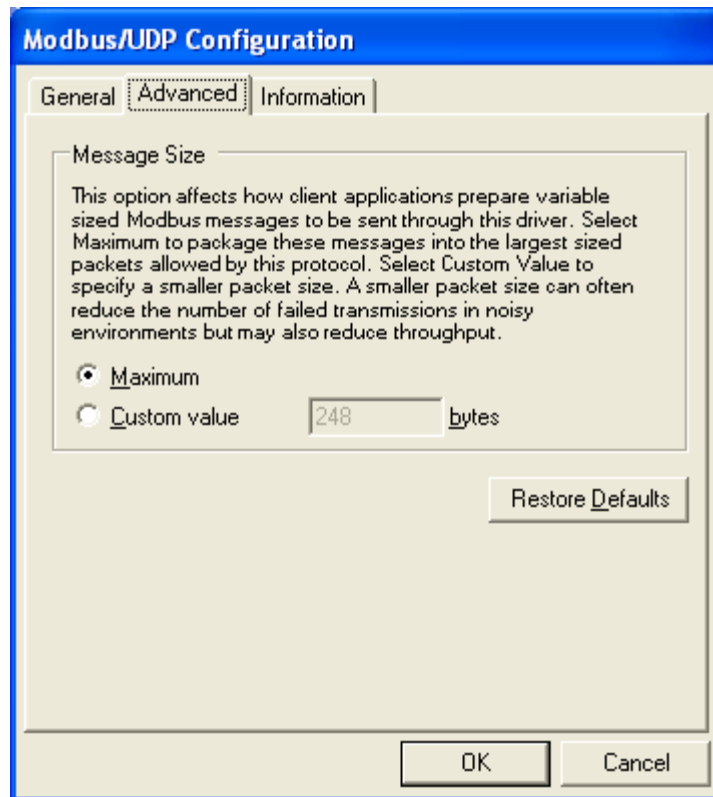 Modbus/UDP Configuration
General Advanced Information
Message Size
This option affects how client applications prepare variable
sized Modbus messages to be sent through this driver. Select
Maximum to package these messages into the largest sized
packets allowed by this protocol. Select Custom Value to
specify a smaller packet size. A smaller packet size can often
reduce the number of failed transmissions in noisy
environments but may also reduce throughput.
Maximum
Custom value 248 bytes
Restore Defaults
OK Cancel